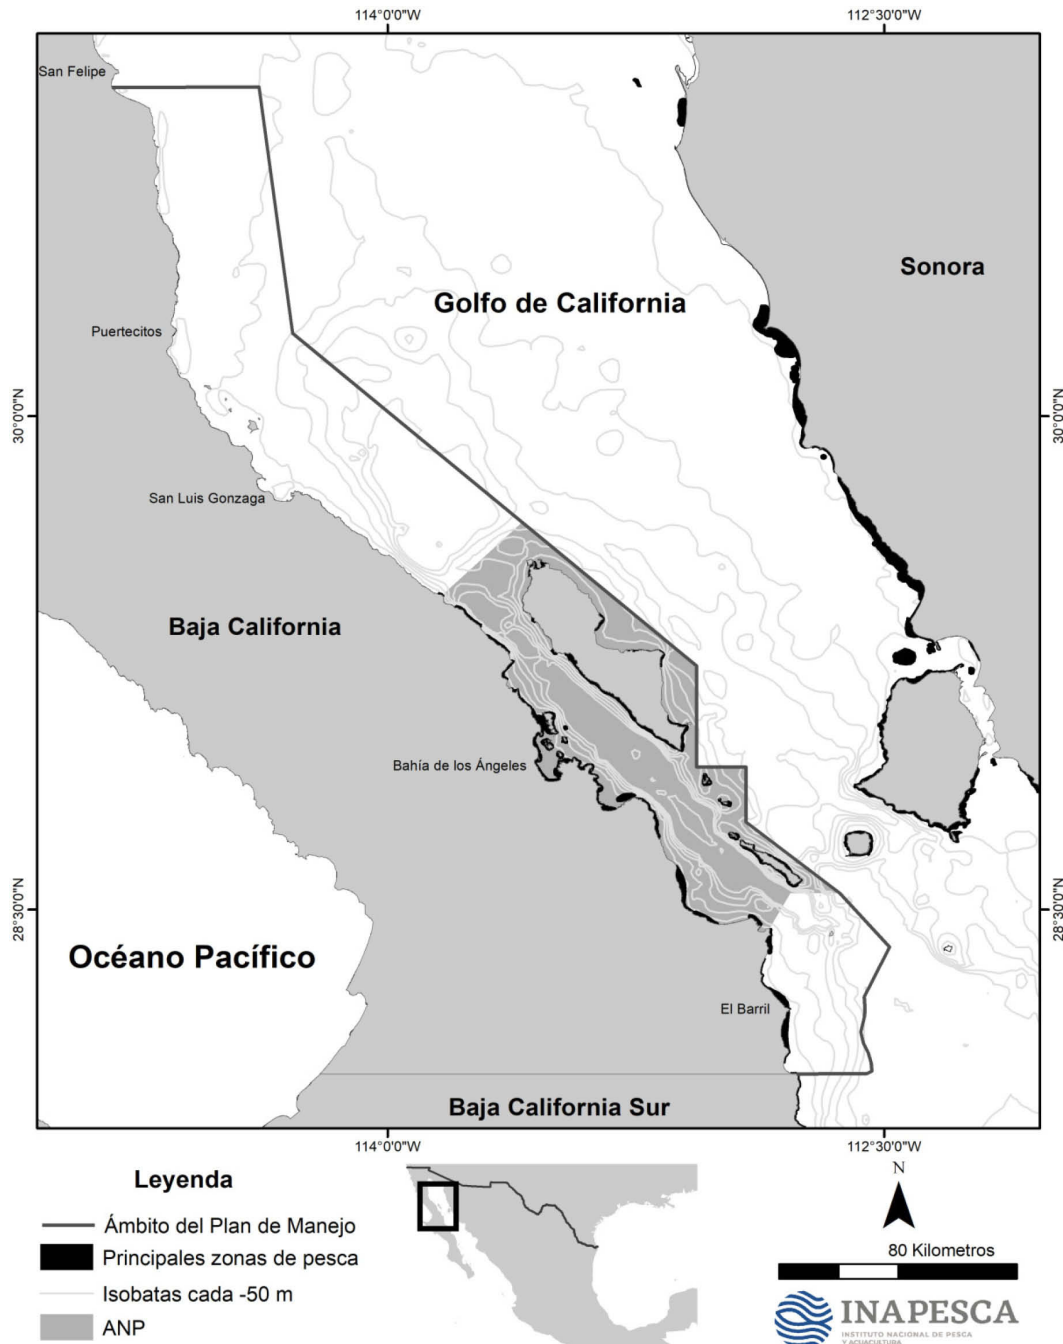 114°0'0"W
112°30'0"W
San Felipe
Sonora
Golfo de California
Puertecitos
30°0'0"N
30°0'0"N
San Luis Gonzaga
Baja California
Bahía de los Ángeles
28°30'0"N
28°30'0"N
Océano Pacífico
El Barril
Baja California Sur
114°0'0"W
112°30'0"W
Leyenda
Ámbito del Plan de Manejo
Principales zonas de pesca
Isobatas cada -50 m
ANP
N
80 Kilometros
INAPESCA
INSTITUTO NACIONAL DE PESCA
Y ACUACULTURA